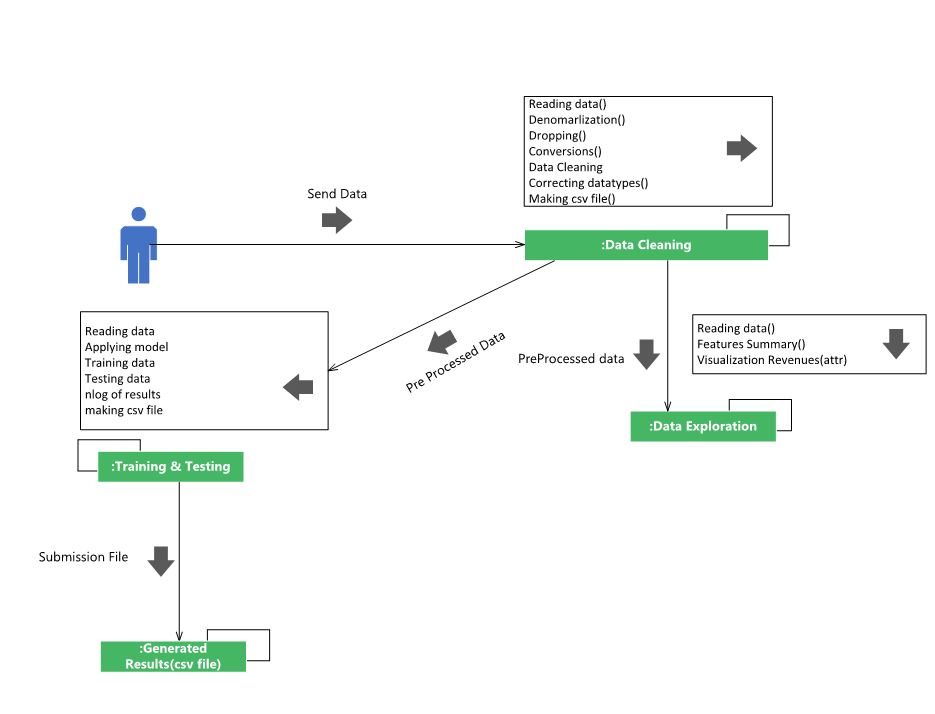 Reading data()
Denomarlization()
Dropping()
Conversions()
Data Cleaning
Correcting datatypes()
Making csv file()
Send Data
:Data Cleaning
Reading data
Applying model
Training data
Testing data
nlog of results
making csv file
Pre Processed Data
PreProcessed data
Reading data()
Features Summary()
Visualization Revenues(attr)
:Data Exploration
:Training & Testing
Submission File
:Generated
Results(csv file)